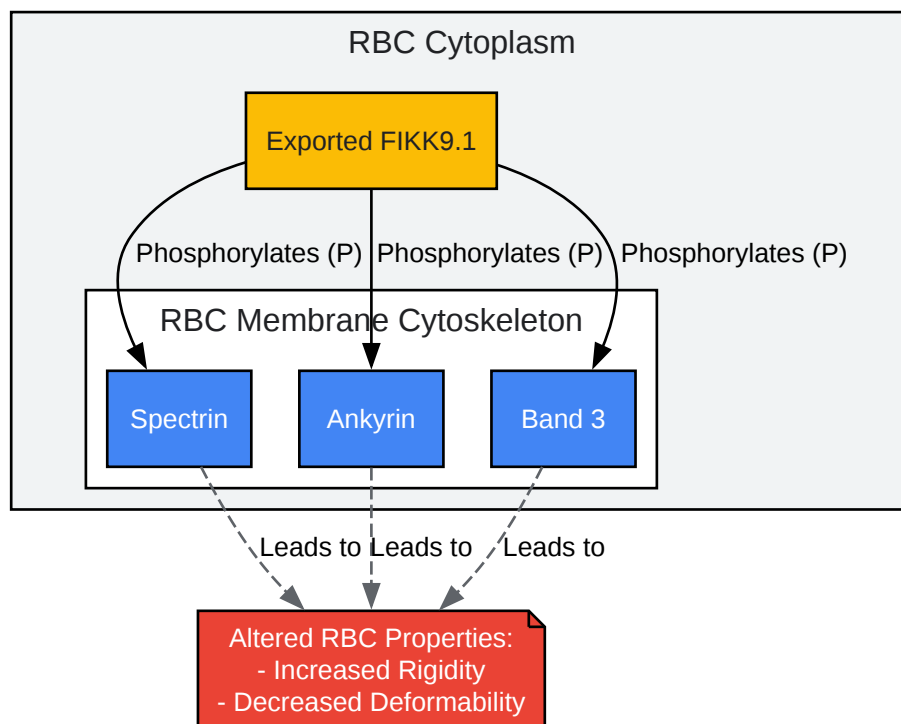 RBC Cytoplasm
Exported FIKK9.1
Phosphorylates (P)
Phosphorylates (P)
Phosphorylates (P)
RBC Membrane Cytoskeleton
Spectrin
Ankyrin
Band 3
Leads to
Leads to
Leads to
Altered RBC Properties:
- Increased Rigidity
- Decreased Deformability